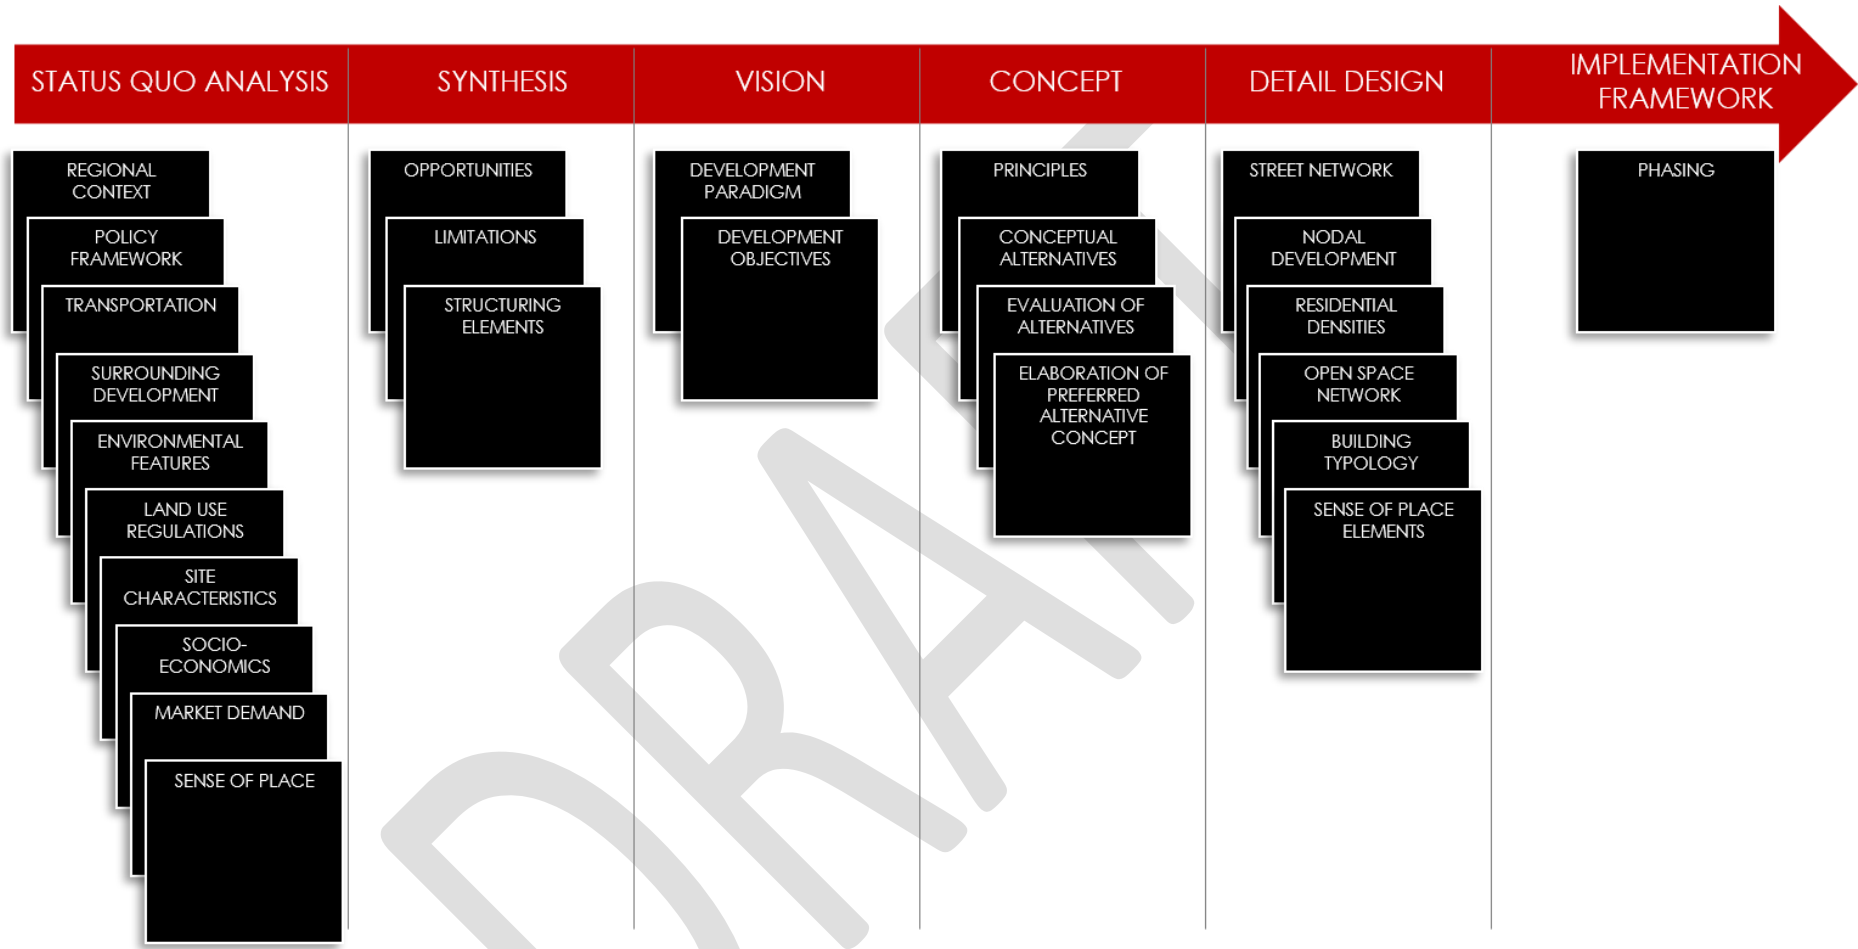 STATUS QUO ANALYSIS
SYNTHESIS
VISION
CONCEPT
DETAIL DESIGN
IMPLEMENTATION
FRAMEWORK
REGIONAL
CONTEXT
POLICY
FRAMEWORK
TRANSPORTATION
SURROUNDING
DEVELOPMENT
ENVIRONMENTAL
FEATURES
LAND USE
REGULATIONS
SITE
CHARACTERISTICS
SOCIO-
ECONOMICS
MARKET DEMAND
SENSE OF PLACE
OPPORTUNITIES
LIMITATIONS
STRUCTURING
ELEMENTS
DEVELOPMENT
PARADIGM
DEVELOPMENT
OBJECTIVES
PRINCIPLES
CONCEPTUAL
ALTERNATIVES
EVALUATION OF
ALTERNATIVES
ELABORATION OF
PREFERRED
ALTERNATIVE
CONCEPT
STREET NETWORK
NODAL
DEVELOPMENT
RESIDENTIAL
DENSITIES
OPEN SPACE
NETWORK
BUILDING
TYPOLOGY
SENSE OF PLACE
ELEMENTS
PHASING
DRAFT